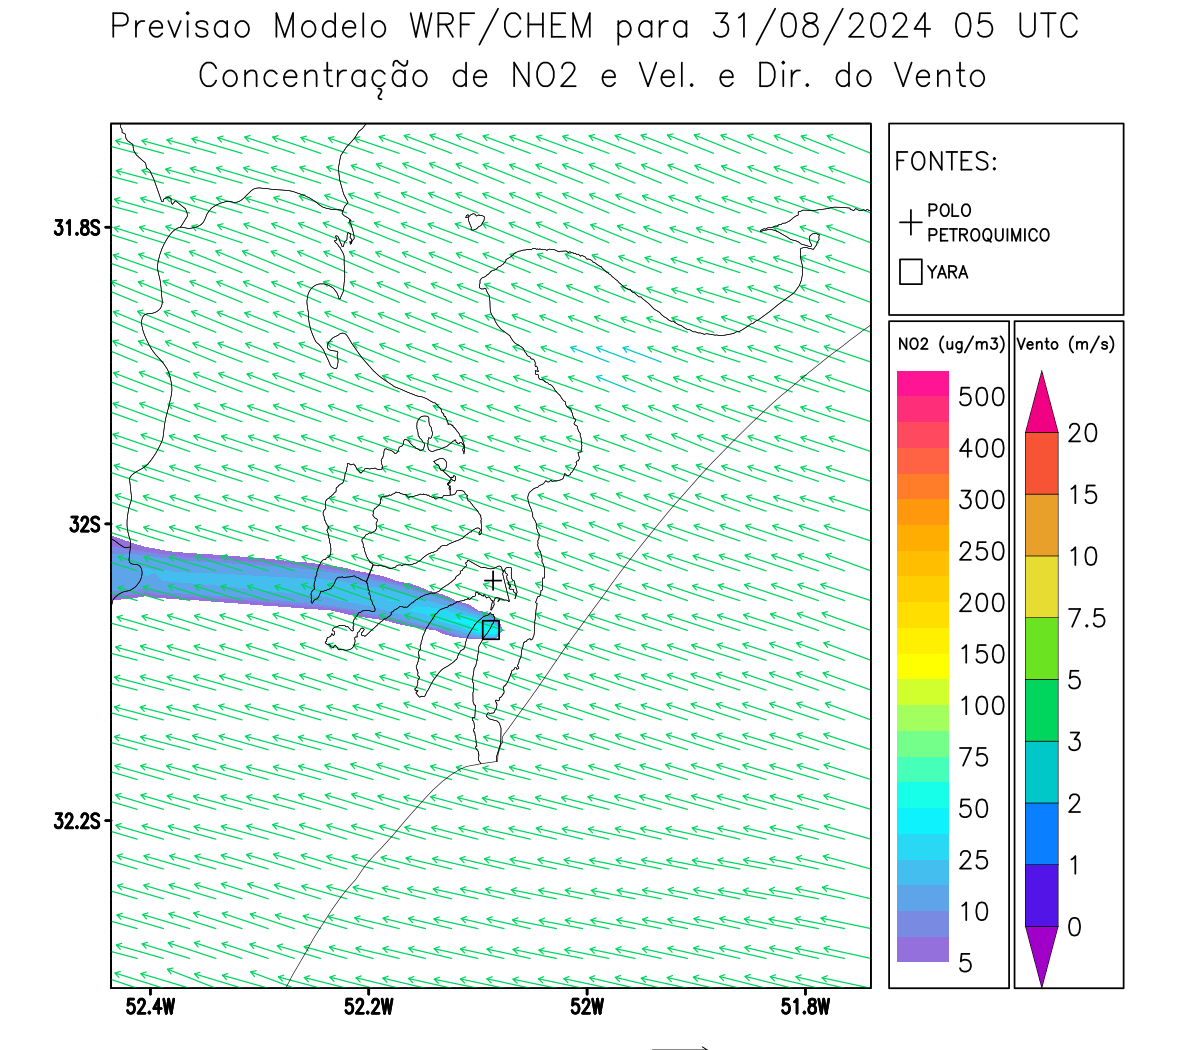 Previsao Modelo WRF/CHEM para 31/08/2024 05 UTC
Concentração de NO2 e Vel. e Dir. do Vento
FONTES:
POLO
PETROQUIMICO
YARA
NO2 (ug/m3)
500
400
300
250
200
150
100
75
50
25
10
5
Vento (m/s)
20
15
10
7.5
5
3
2
1
0
31.8S
32S
32.2S
52.4W
52.2W
52W
51.8W